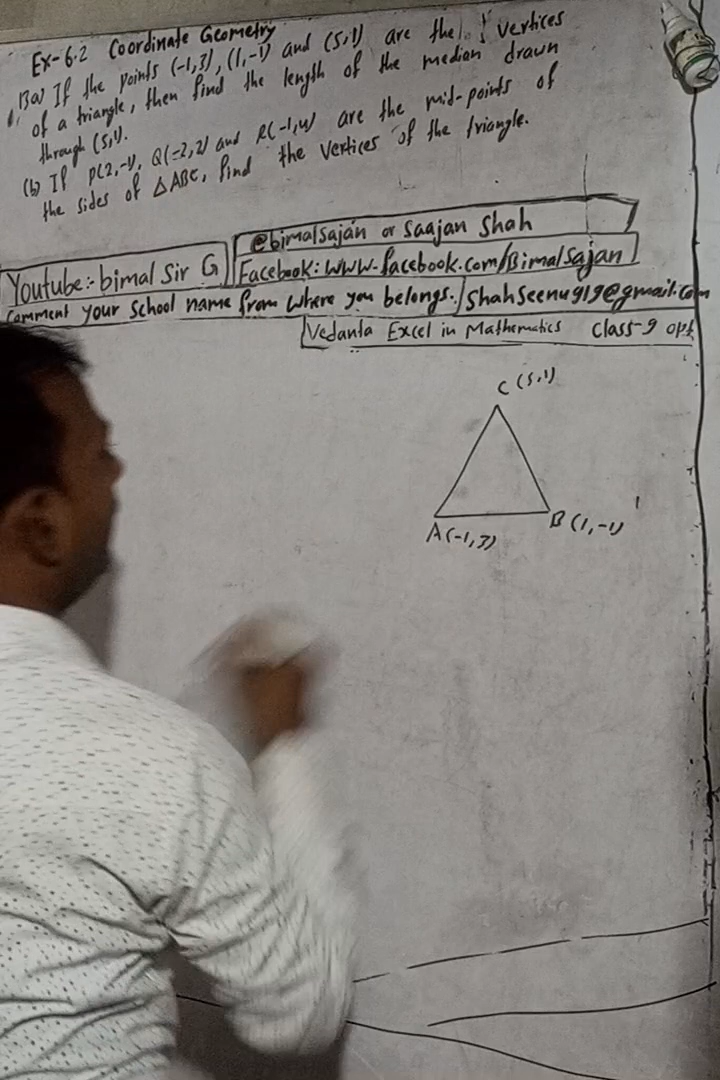 Ex-6.2 Coordinate Geometry
13a) If the points (-1,3), (1,-1) and (5,1) are the vertices
of a triangle, then find the length of the median drawn
through (5,1).
(b) If P(2,-1), Q(-2,2) and R(-1,4) are the mid-points of
the sides of △ABC, find the vertices of the triangle.
@bimalsajan or Saajan Shah
Youtube:- bimal Sir G
Facebook: www.facebook.com/Bimalsajan
Comment your School name from where you belongs. / Shahseenu919@gmail.com
Vedanta Excel in Mathematics Class-9 opt
C (5,1)
A (-1,3)
B (1,-1)